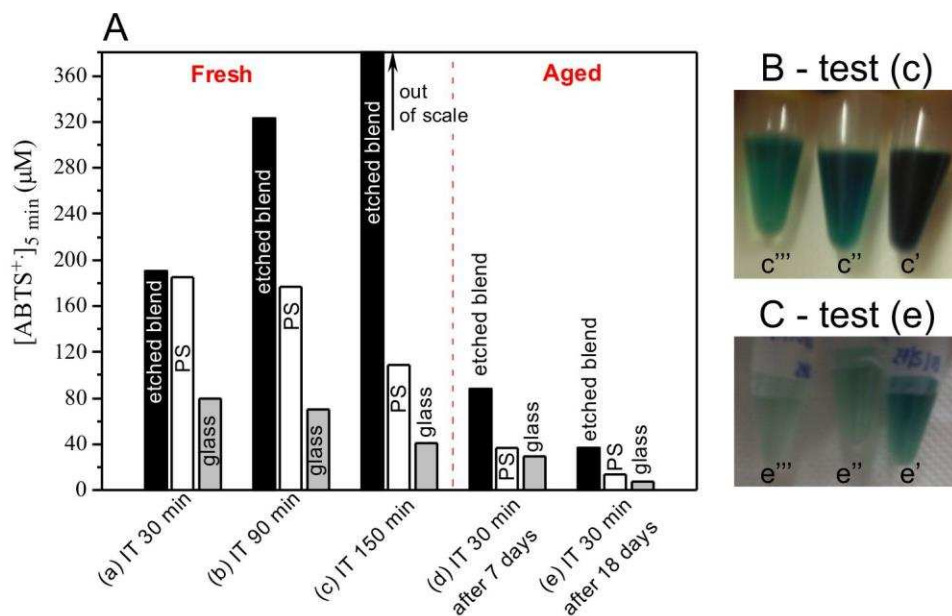 A
[ABTS⁺·]5 min (µM)
360
320
280
240
200
160
120
80
40
0
Fresh
Aged
out
of scale
etched blend
PS
glass
etched blend
PS
glass
etched blend
PS
glass
etched blend
PS
glass
etched blend
PS
glass
(a) IT 30 min
(b) IT 90 min
(c) IT 150 min
(d) IT 30 min
after 7 days
(e) IT 30 min
after 18 days
B - test (c)
c''' c'' c'
C - test (e)
e''' e'' e'